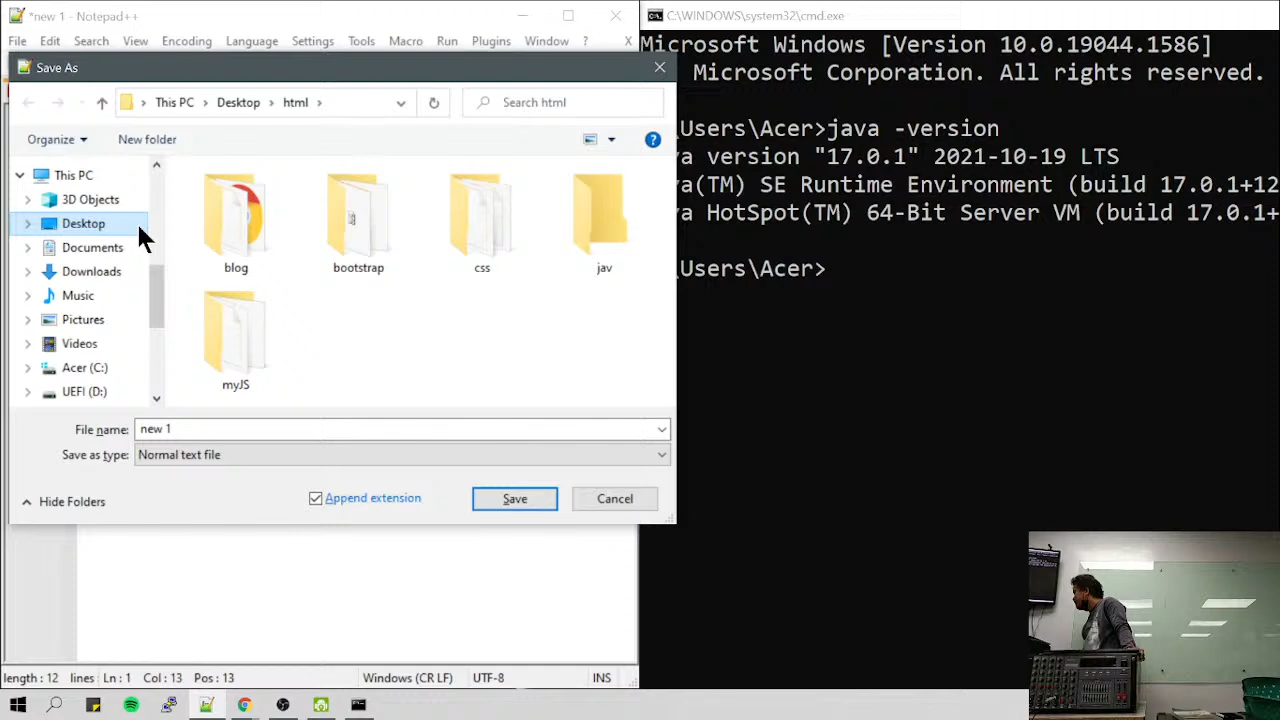 *new 1 - Notepad++
File Edit Search View Encoding Language Settings Tools Macro Run Plugins Window ? X
Save As
This PC > Desktop > html >
Search html
Organize
New folder
This PC
3D Objects
Desktop
Documents
Downloads
Music
Pictures
Videos
Acer (C:)
UEFI (D:)
blog
bootstrap
css
jav
myJS
File name: new 1
Save as type: Normal text file
Hide Folders
Append extension
Save
Cancel
length : 12 lines Ln : 1 Col : 13 Pos : 13 Windows (CR LF) UTF-8 INS
C:\WINDOWS\system32\cmd.exe
Microsoft Windows [Version 10.0.19044.1586]
Microsoft Corporation. All rights reserved.
\Users\Acer>java -version
va version "17.0.1" 2021-10-19 LTS
va(TM) SE Runtime Environment (build 17.0.1+12
va HotSpot(TM) 64-Bit Server VM (build 17.0.1+
\Users\Acer>